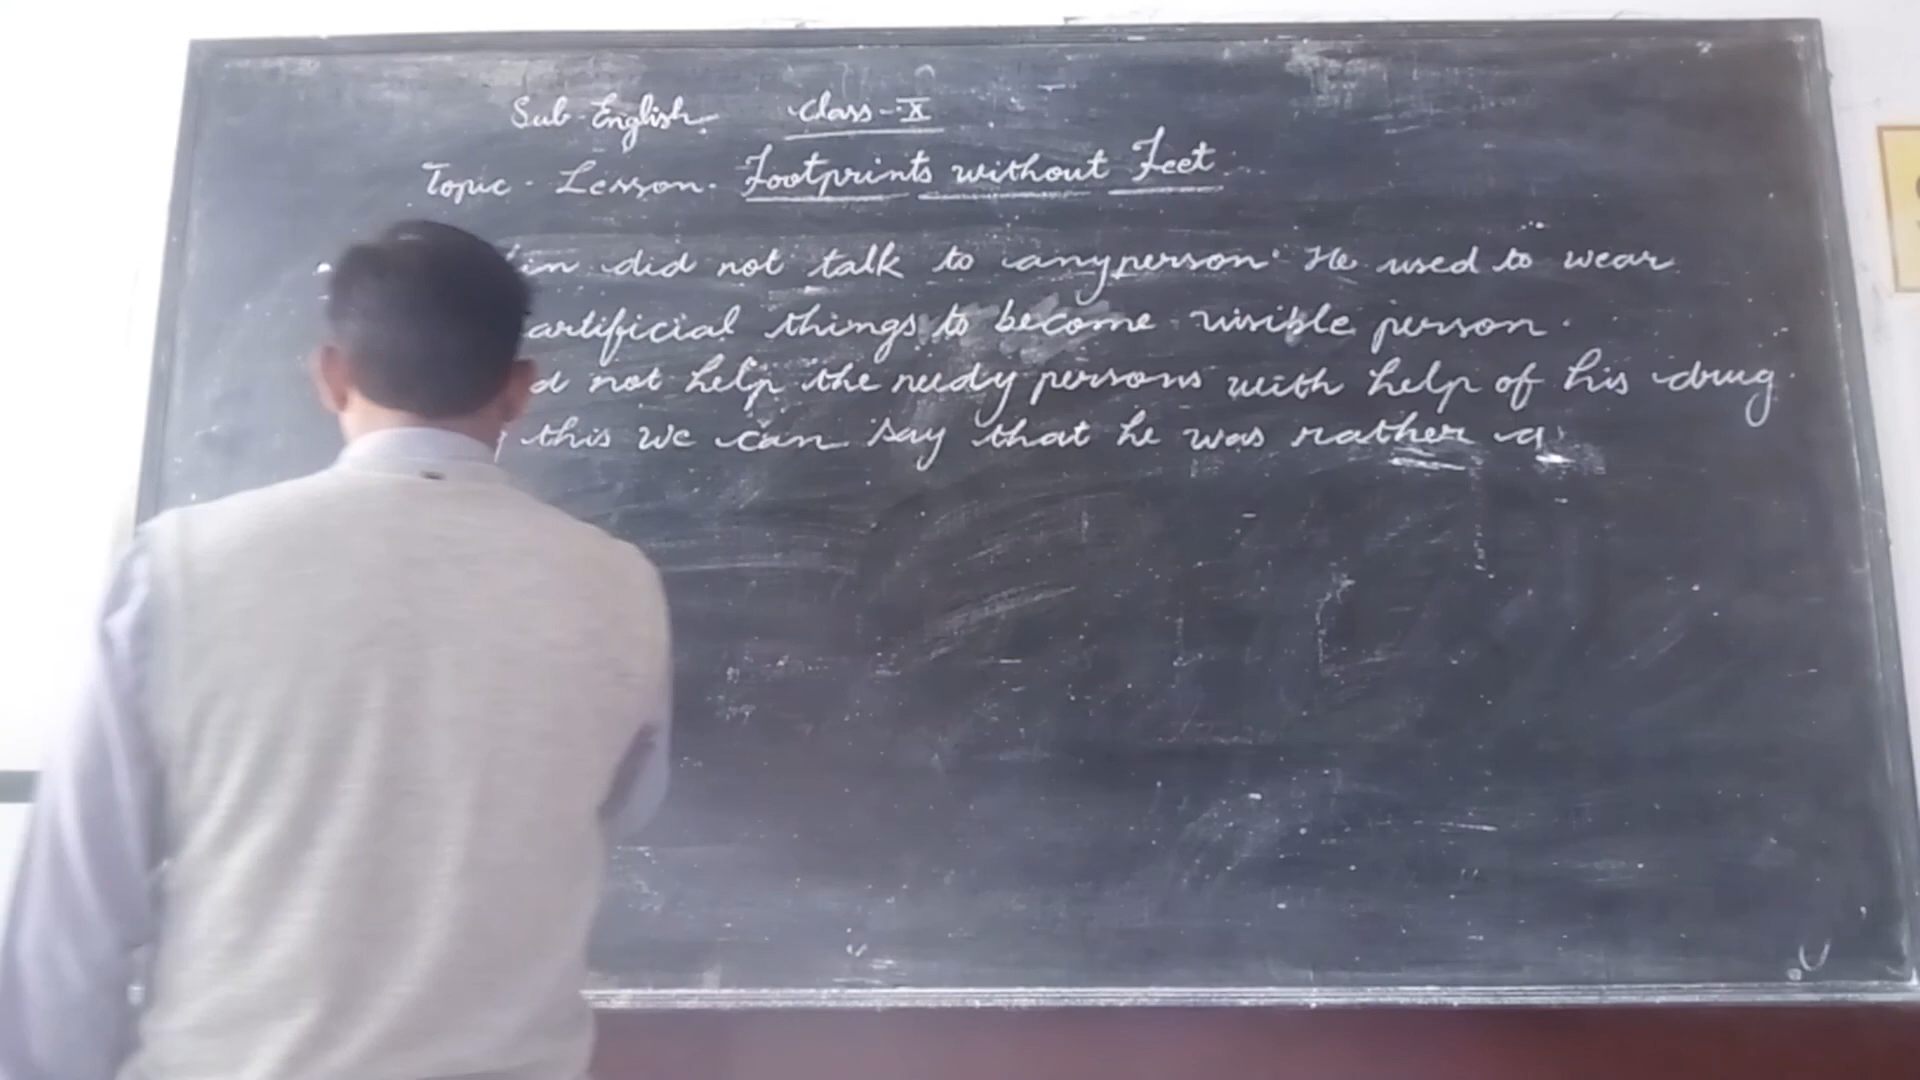 Sub-English Class-X
Topic - Lesson. Footprints without Feet
did not talk to anyperson. He used to wear
artificial things to become visible person.
not help the needy persons with help of his drug.
this we can say that he was rather a